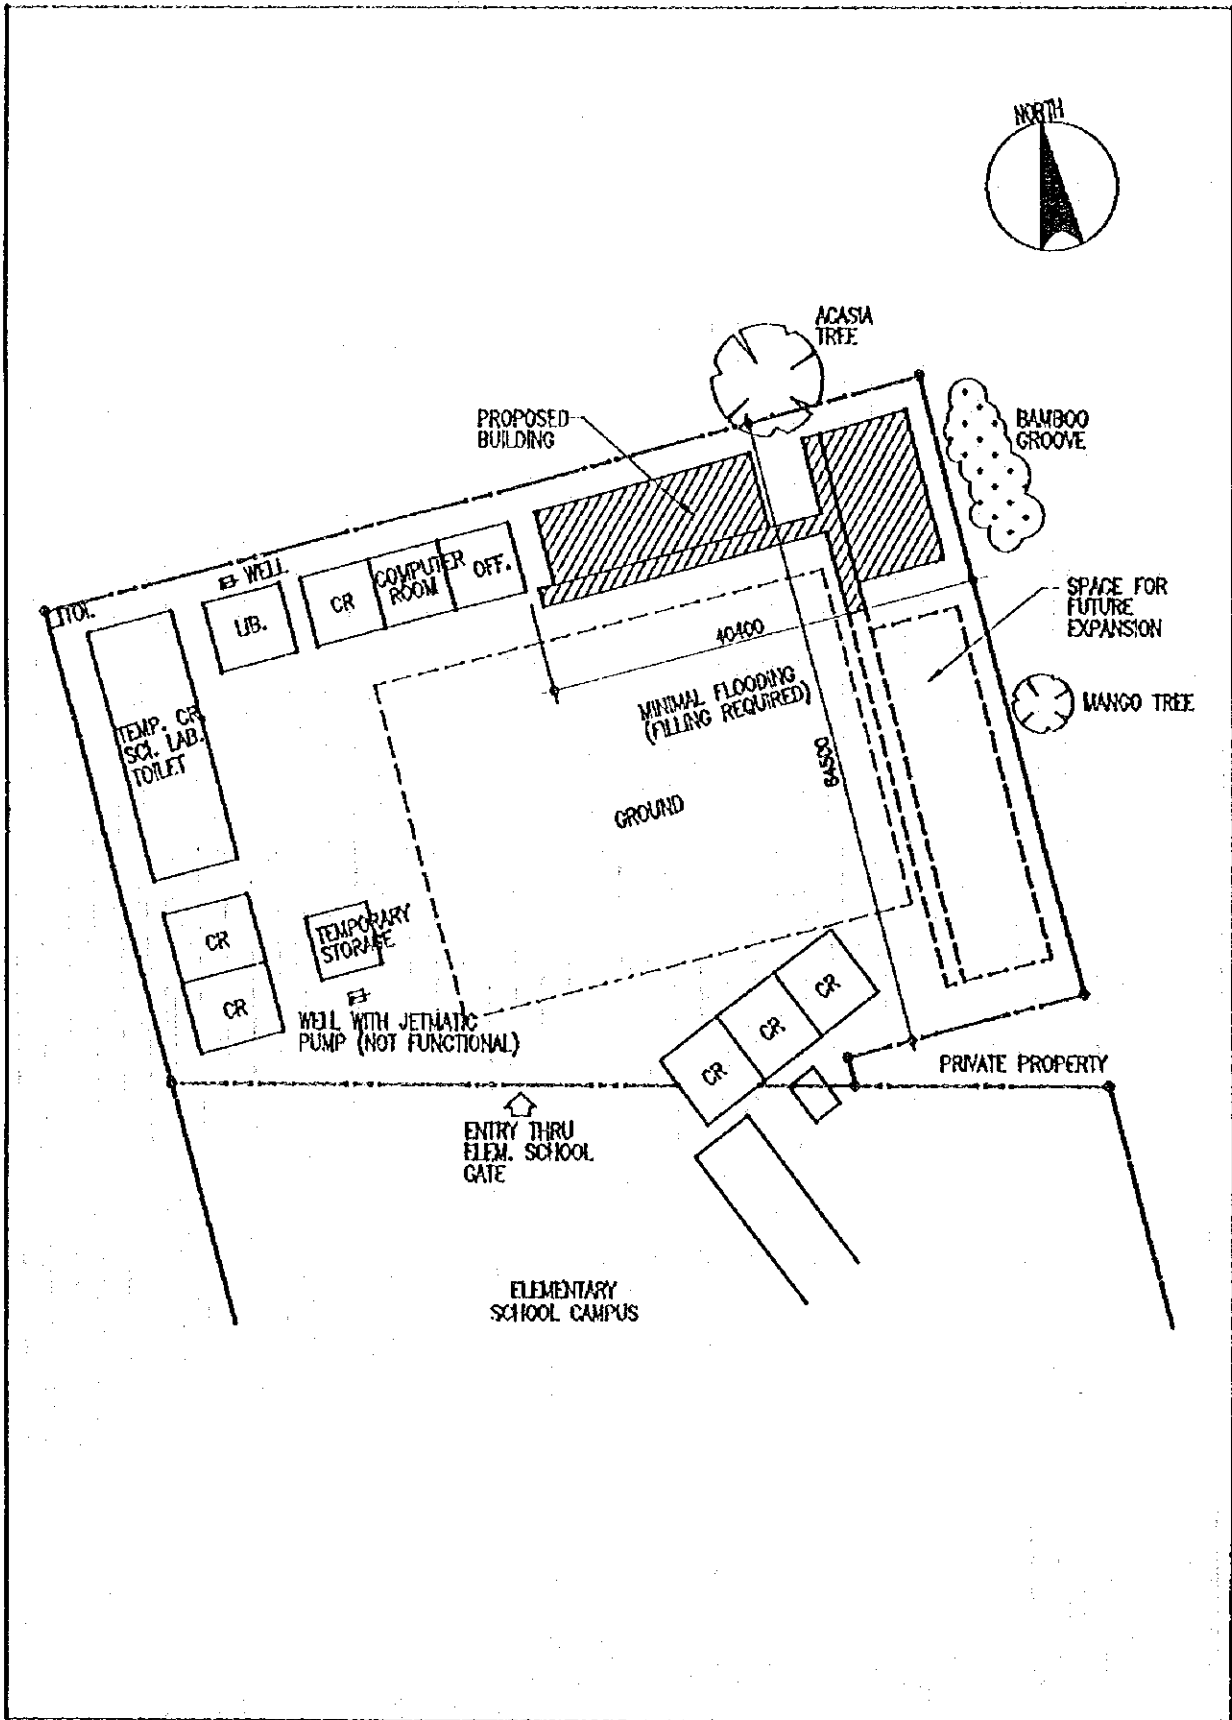 NORTH
ACASIA
TREE
PROPOSED
BUILDING
BAMBOO
GROOVE
WELL
TOI.
LIB.
CR
COMPUTER
ROOM
OFF.
SPACE FOR
FUTURE
EXPANSION
40400
MINIMAL FLOODING
(FILLING REQUIRED)
MANGO TREE
TEMP. CR
SCI. LAB.
TOILET
64500
GROUND
CR
CR
TEMPORARY
STORAGE
WELL WITH JETMATIC
PUMP (NOT FUNCTIONAL)
CR
CR
CR
PRIVATE PROPERTY
ENTRY THRU
ELEM. SCHOOL
GATE
ELEMENTARY
SCHOOL CAMPUS